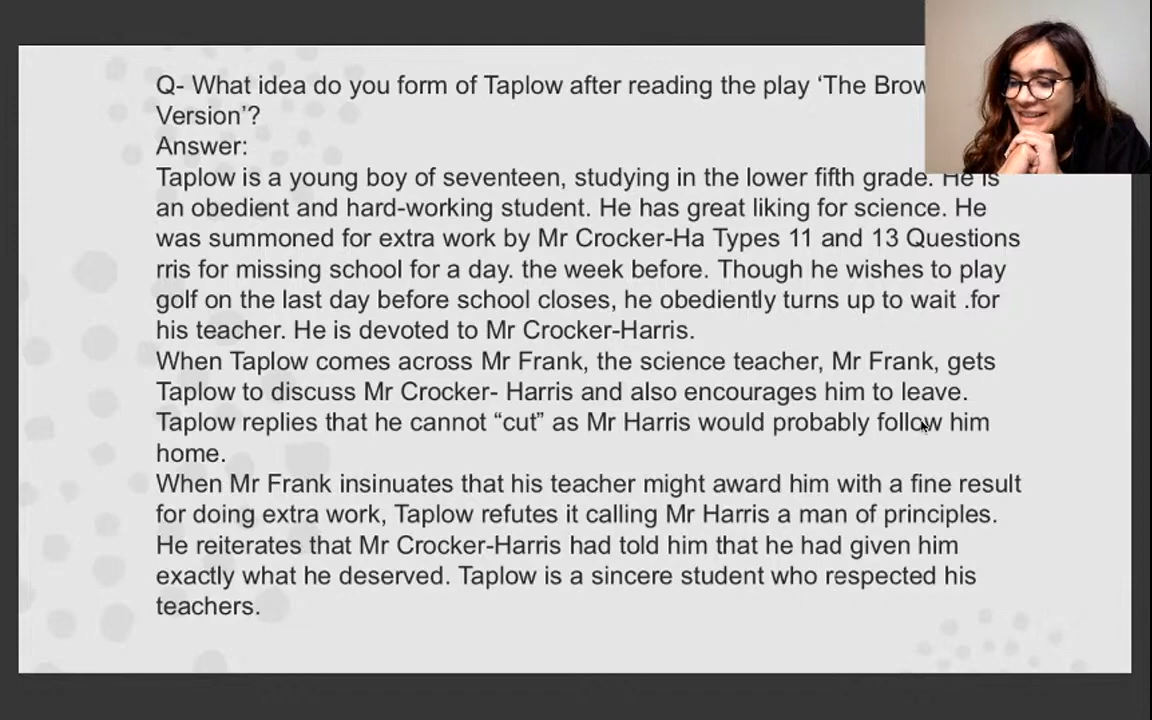 Q- What idea do you form of Taplow after reading the play ‘The
Version’?
Answer:
Taplow is a young boy of seventeen, studying in the lower fifth grade. He is
an obedient and hard-working student. He has great liking for science. He
was summoned for extra work by Mr Crocker-Ha Types 11 and 13 Questions
rris for missing school for a day. the week before. Though he wishes to play
golf on the last day before school closes, he obediently turns up to wait .for
his teacher. He is devoted to Mr Crocker-Harris.
When Taplow comes across Mr Frank, the science teacher, Mr Frank, gets
Taplow to discuss Mr Crocker- Harris and also encourages him to leave.
Taplow replies that he cannot “cut” as Mr Harris would probably follow him
home.
When Mr Frank insinuates that his teacher might award him with a fine result
for doing extra work, Taplow refutes it calling Mr Harris a man of principles.
He reiterates that Mr Crocker-Harris had told him that he had given him
exactly what he deserved. Taplow is a sincere student who respected his
teachers.